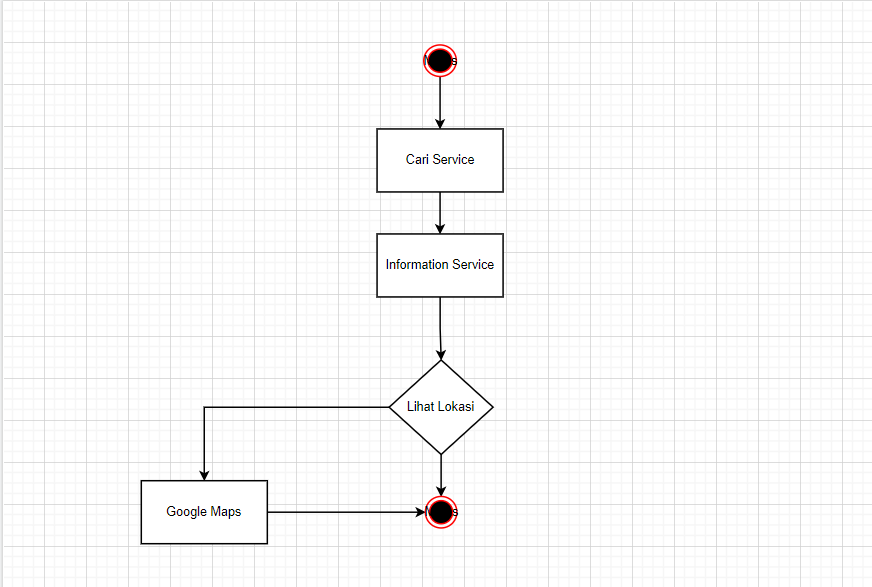 Cari Service
Information Service
Lihat Lokasi
Google Maps